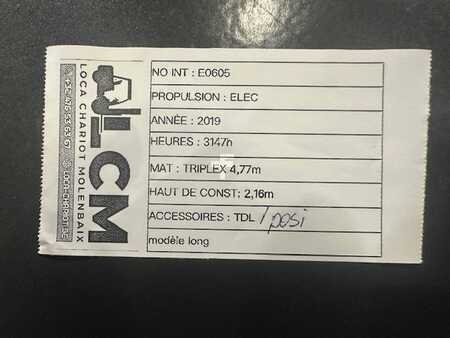 NO INT : E0605
PROPULSION : ELEC
ANNÉE : 2019
HEURES : 3147h
MAT : TRIPLEX 4,77m
HAUT DE CONST: 2,16m
ACCESSOIRES : TDL / posi
modèle long
LCM
LOCA CHARIOT MOLENBAIX